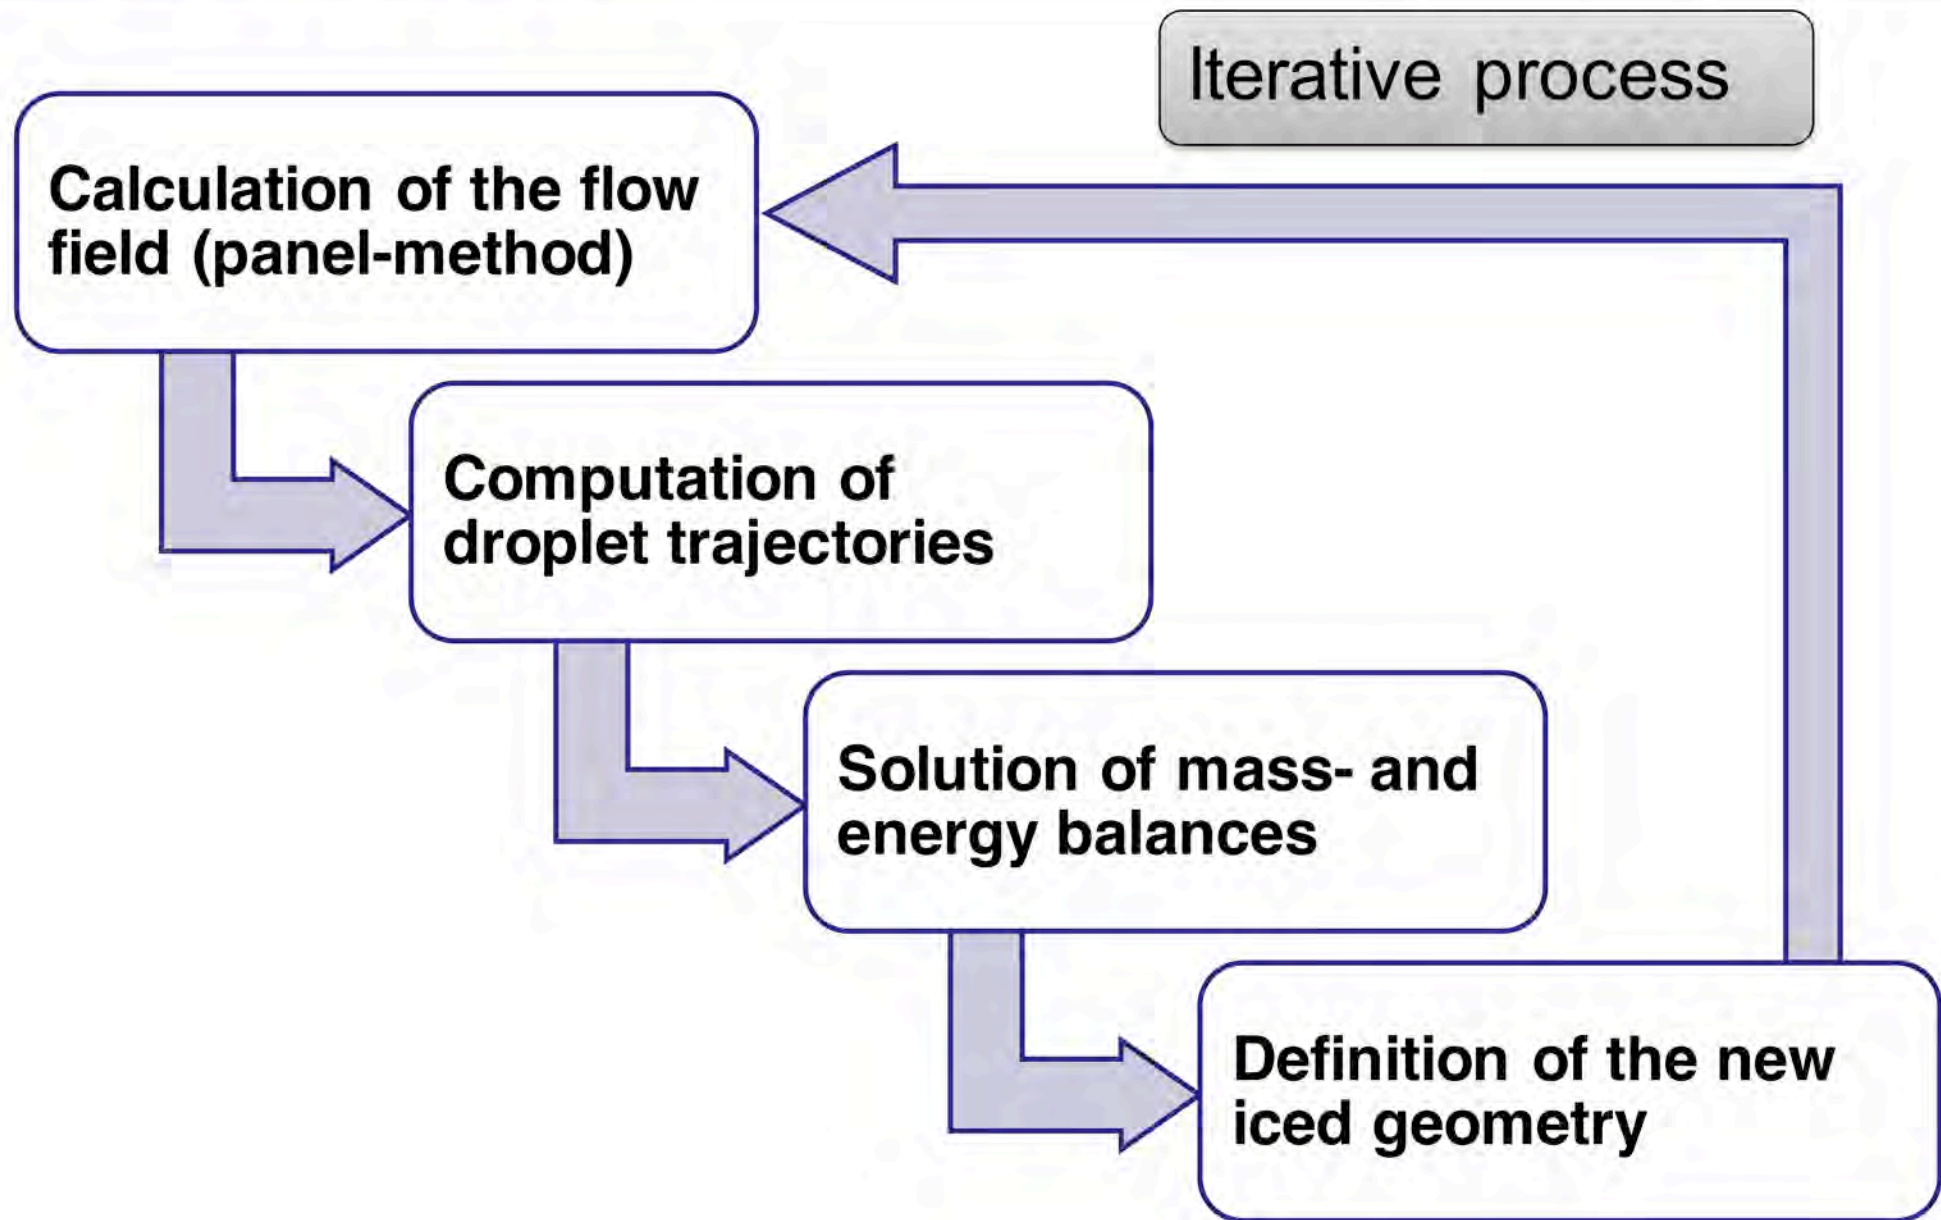 Iterative process
Calculation of the flow
field (panel-method)
Computation of
droplet trajectories
Solution of mass- and
energy balances
Definition of the new
iced geometry